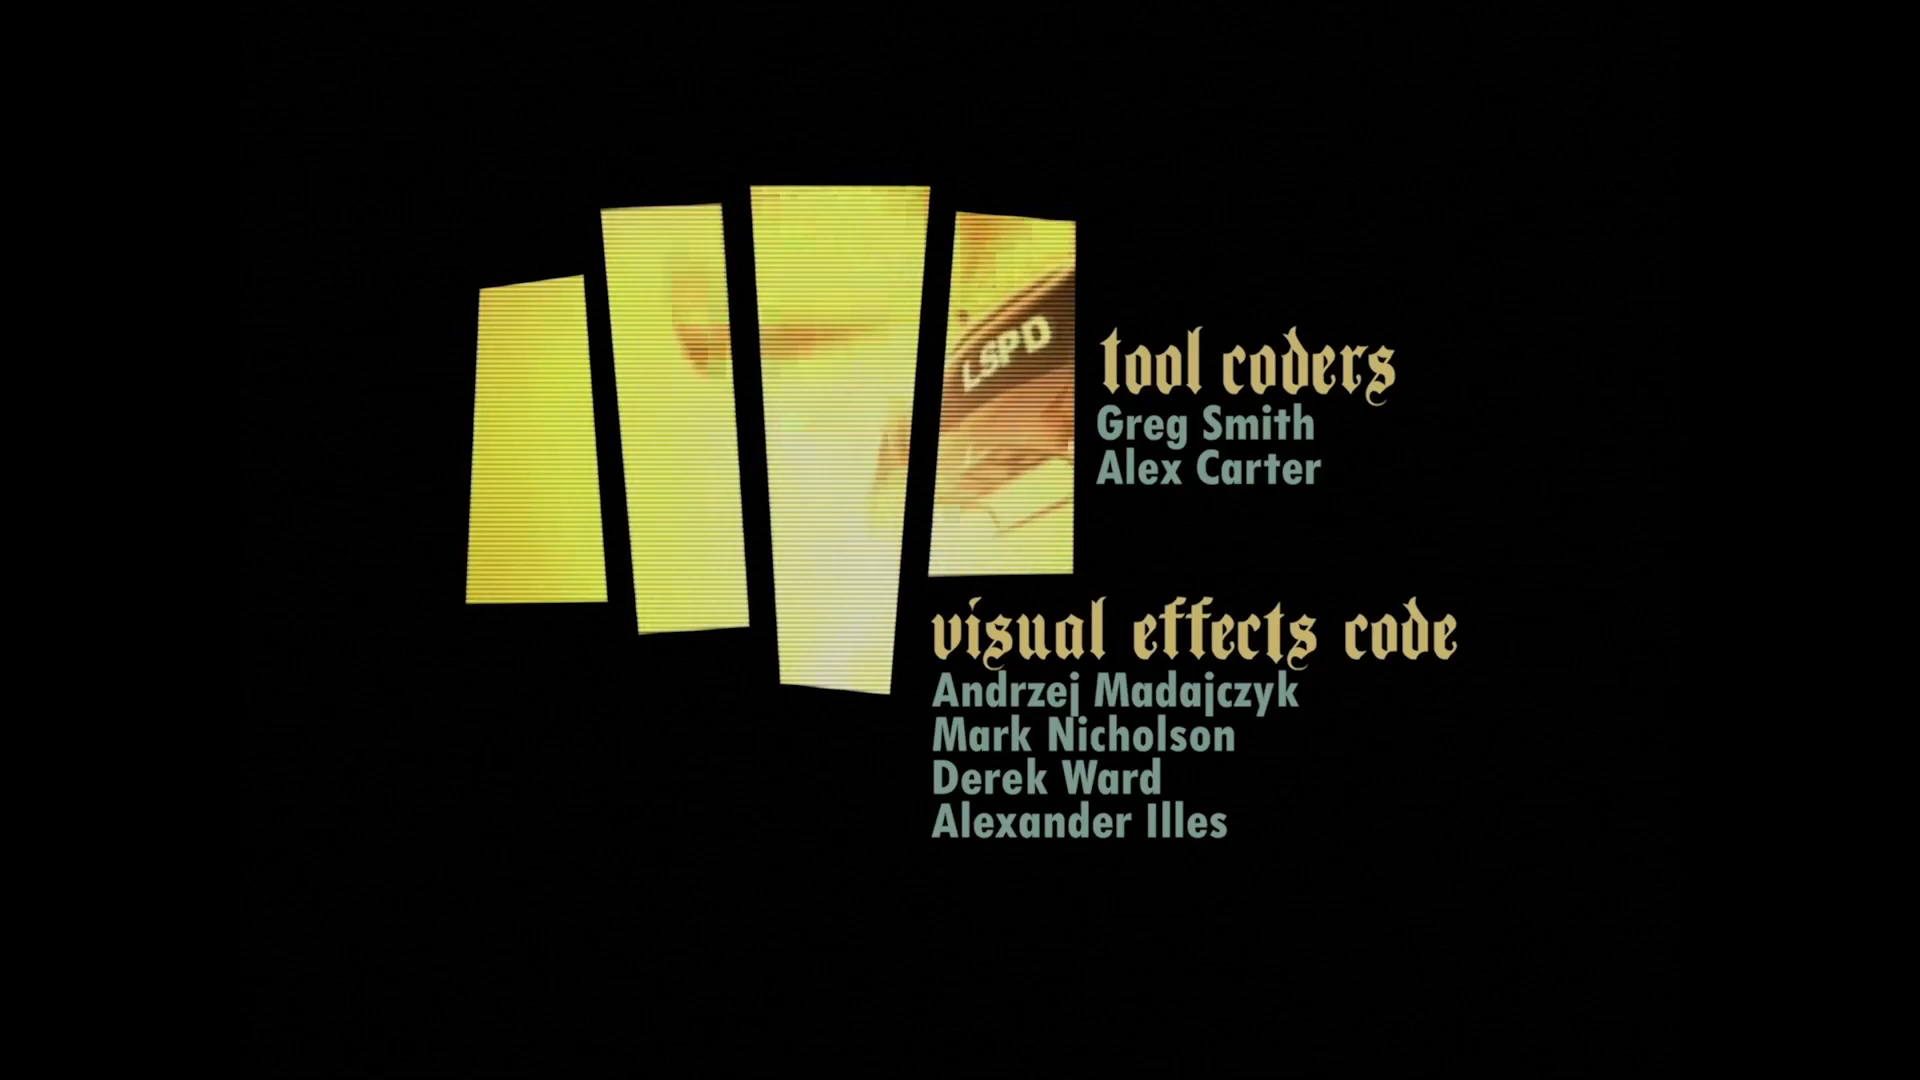 LSPD
tool coders
Greg Smith
Alex Carter
visual effects code
Andrzej Madajczyk
Mark Nicholson
Derek Ward
Alexander Illes